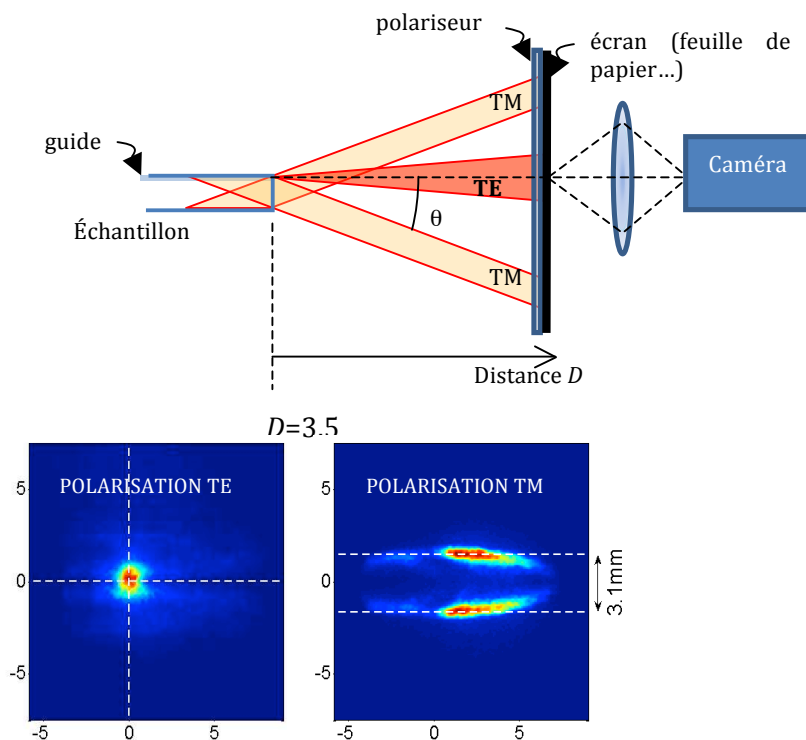 polariseur
écran (feuille de
papier…)
TM
guide
Caméra
TE
Échantillon
θ
TM
Distance D
D=3.5
POLARISATION TE
POLARISATION TM
5
0
-5
-5
0
5
5
0
-5
-5
0
5
3.1mm